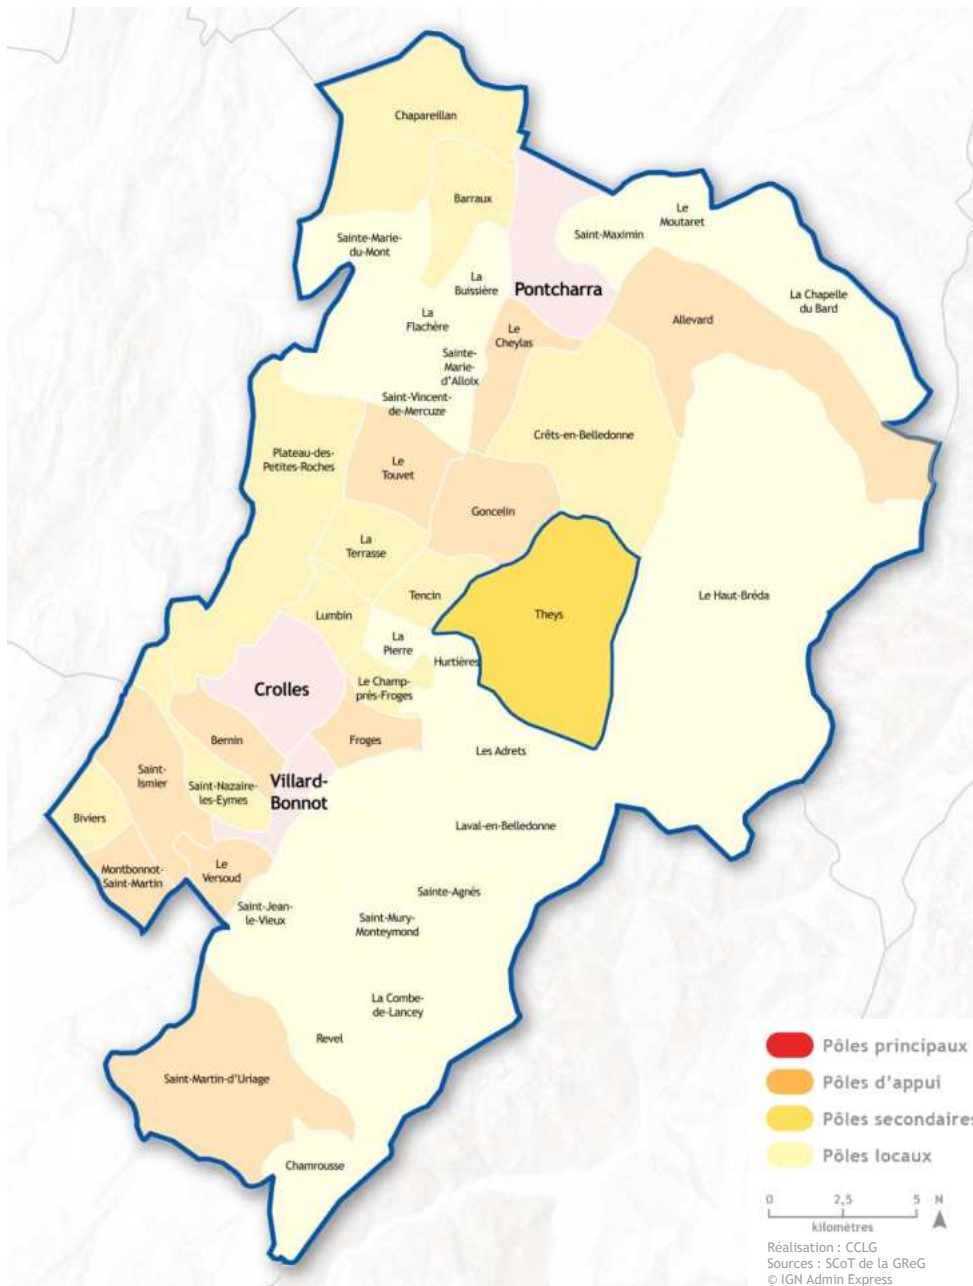 Chapareillan
Barraux
Le
Moutaret
Saint-Maximin
Sainte-Marie-
du-Mont
La
Buissière
Pontcharra
La Chapelle
du Bard
La
Flachère
Le
Cheylas
Allevard
Sainte-
Marie-
d'Alloix
Saint-Vincent-
de-Mercuze
Crêts-en-Belledonne
Plateau-des-
Petites-Roches
Le
Touvet
Goncelin
La
Terrasse
Tencin
Le Haut-Bréda
Lumbin
Theys
La
Pierre
Hurtières
Crolles
Le Champ-
près-Froges
Bernin
Froges
Les Adrets
Saint-
Ismier
Saint-Nazaire-
les-Eymes
Villard-
Bonnot
Biviers
Laval-en-Belledonne
Montbonnot-
Saint-Martin
Le
Versoud
Sainte-Agnés
Saint-Jean-
le-Vieux
Saint-Mury-
Monteymond
La Combe-
de-Lancey
Revel
Saint-Martin-d'Uriage
Chamrousse
Pôles principaux
Pôles d'appui
Pôles secondaires
Pôles locaux
0 2,5 5 N
kilomètres
Réalisation : CCLG
Sources : SCoT de la GReG
© IGN Admin Express